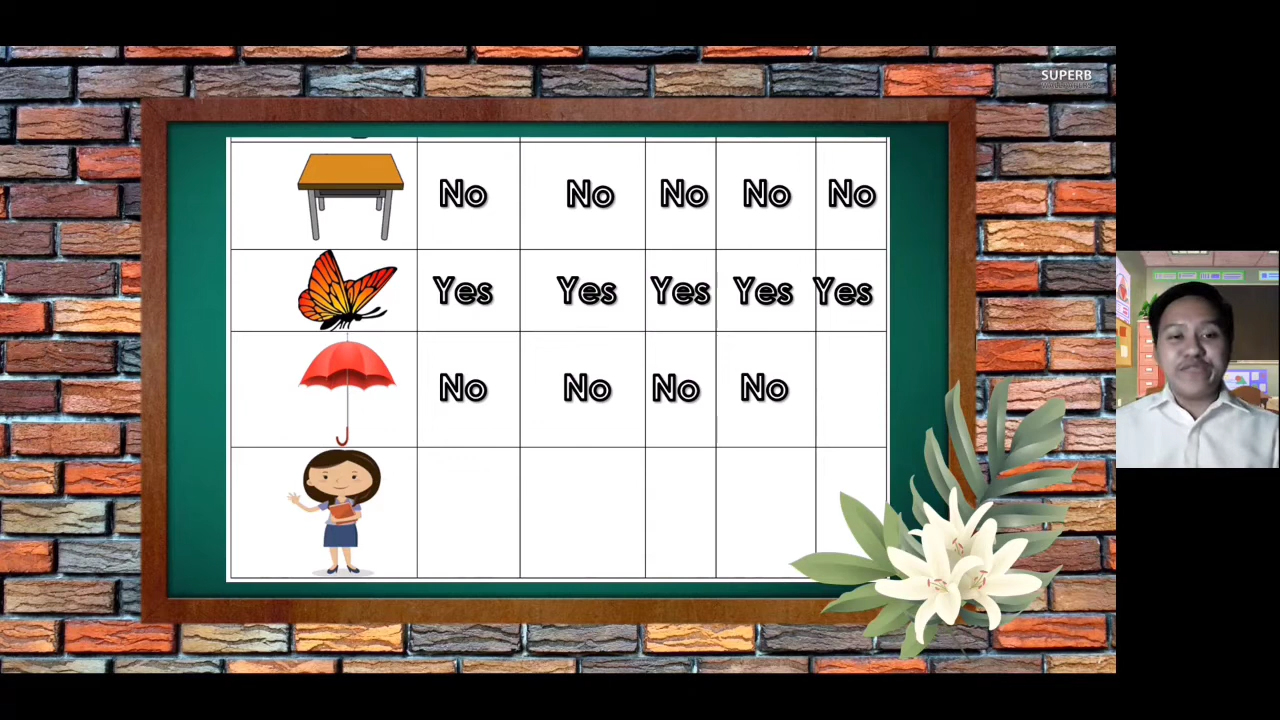 SUPERB
No No No No No
Yes Yes Yes Yes Yes
No No No No